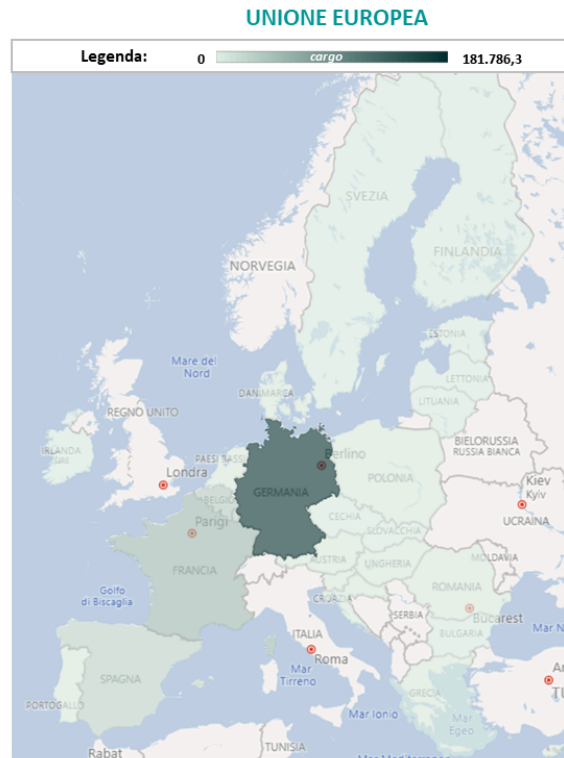 UNIONE EUROPEA
Legenda:
0
cargo
181.786,3
SVEZIA
FINLANDIA
NORVEGIA
ESTONIA
Mare del
Nord
LETTONIA
DANIMARCA
LITUANIA
REGNO UNITO
BIELORUSSIA
RUSSIA BIANCA
IRLANDA
PAESI BASSI
Berlino
Londra
POLONIA
Kiev
Kyiv
GERMANIA
BELGIO
UCRAINA
Parigi
CECHIA
SLOVACCHIA
MOLDAVIA
AUSTRIA
UNGHERIA
FRANCIA
Golfo
di Biscaglia
CROAZIA
ROMANIA
SERBIA
Bucarest
Mar N
ITALIA
BULGARIA
Roma
Mar
Tirreno
SPAGNA
PORTOGALLO
GRECIA
Mar
Egeo
Mar Ionio
TUNISIA
Rabat